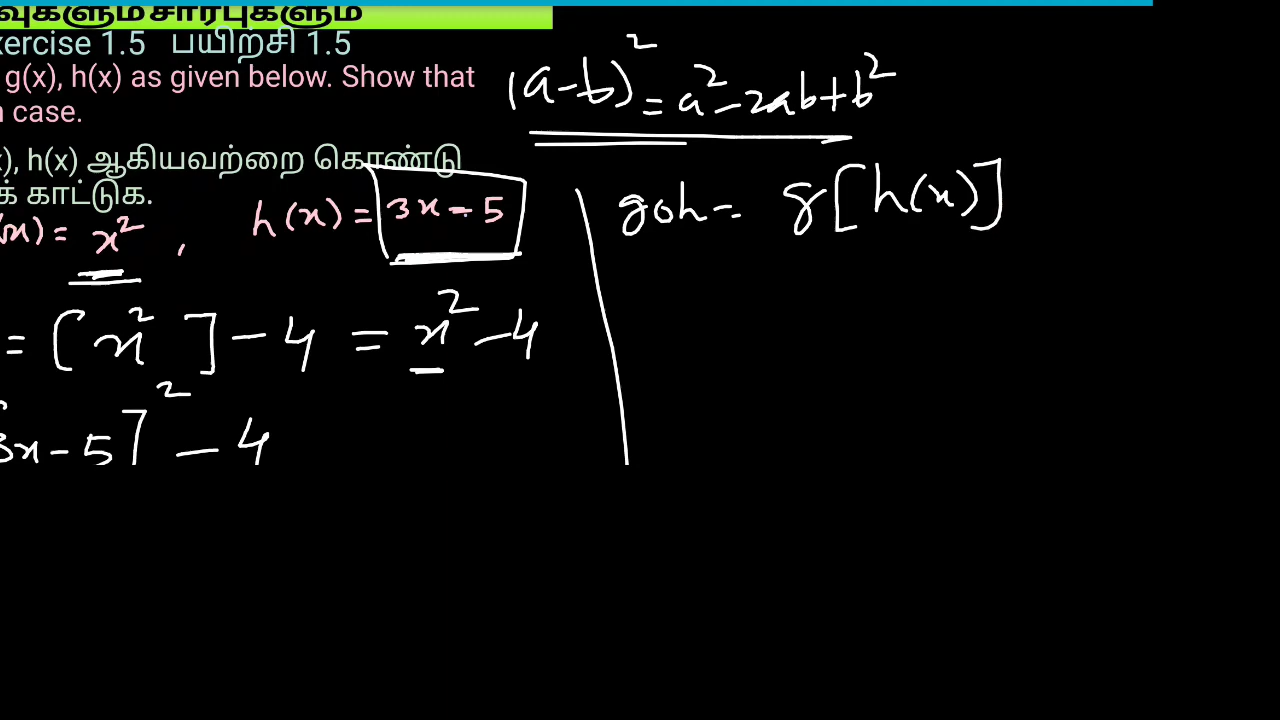 வுகளும் சார்புகளும்
xercise 1.5 பயிற்சி 1.5
g(x), h(x) as given below. Show that
n case.
x), h(x) ஆகியவற்றை கொண்டு
க் காட்டுக.
(x) = x² , h(x) = 3x - 5
= [x²] - 4 = x² - 4
3x - 5]² - 4
(a-b)² = a² - 2ab + b²
goh = g[h(x)]